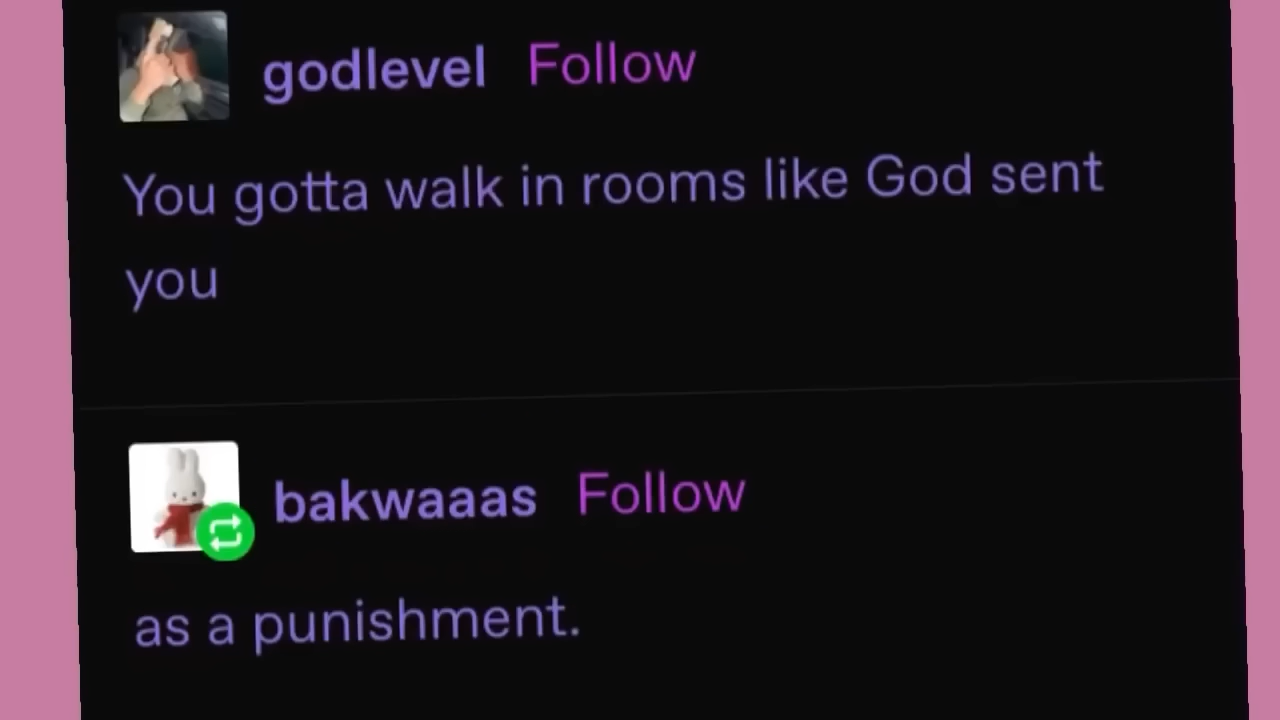 godlevel Follow
You gotta walk in rooms like God sent
you
bakwaaas Follow
as a punishment.